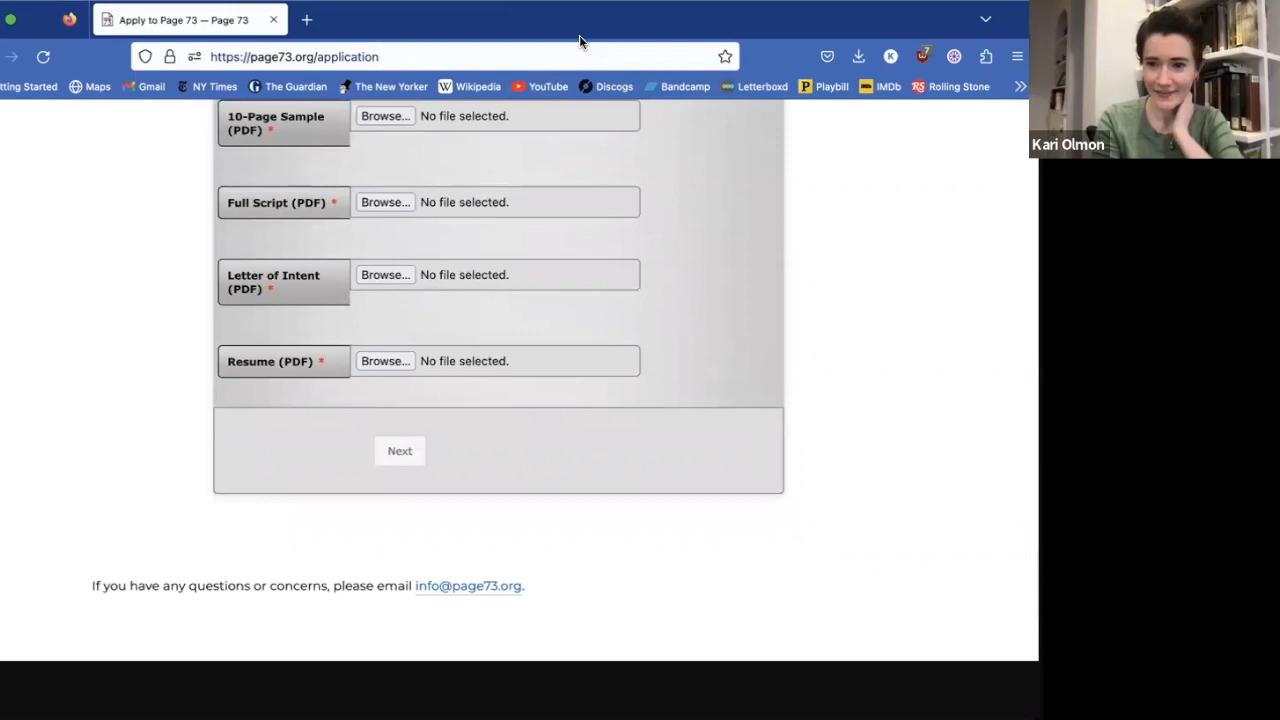 Apply to Page 73 — Page 73
https://page73.org/application
7
tting Started Maps Gmail NY Times The Guardian The New Yorker Wikipedia YouTube Discogs Bandcamp Letterboxd Playbill IMDb Rolling Stone
Kari Olmon
10-Page Sample
(PDF) *
Browse... No file selected.
Full Script (PDF) * Browse... No file selected.
Letter of Intent
(PDF) *
Browse... No file selected.
Resume (PDF) * Browse... No file selected.
Next
If you have any questions or concerns, please email info@page73.org.